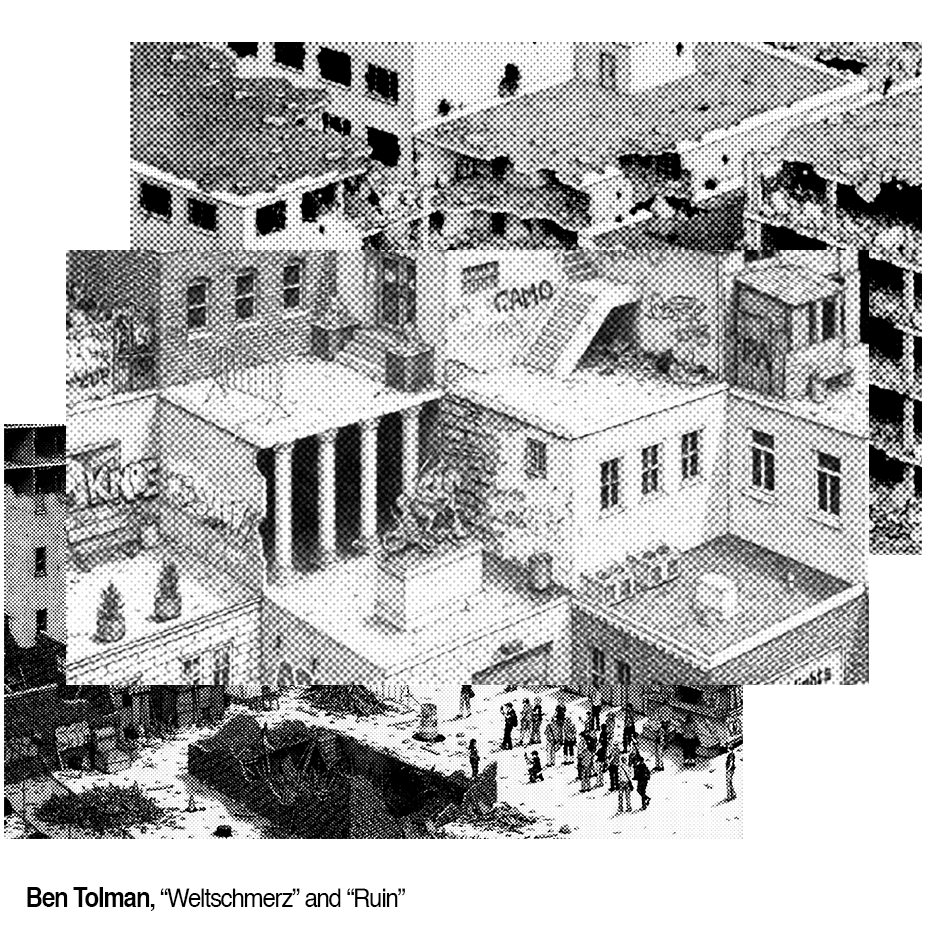 GAMO
Ben Tolman, “Weltschmerz” and “Ruin”